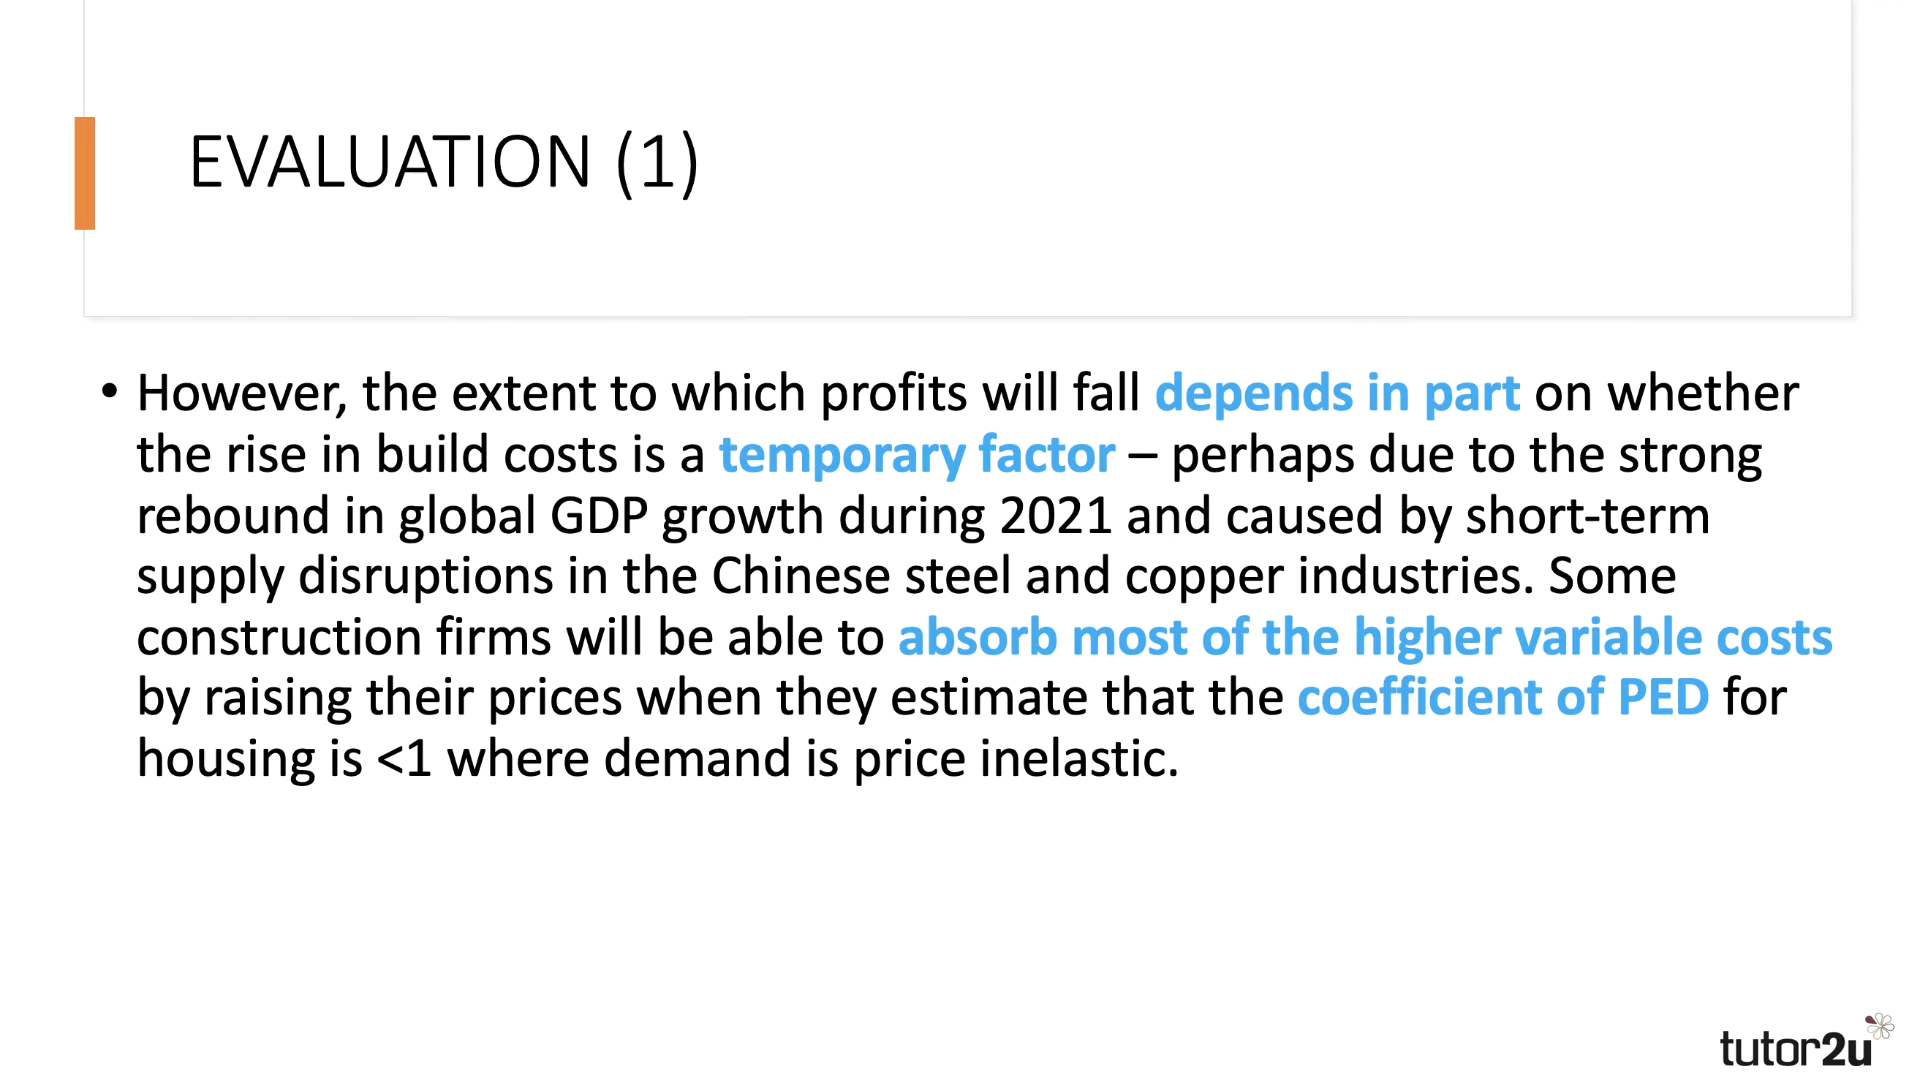 EVALUATION (1)
• However, the extent to which profits will fall depends in part on whether
the rise in build costs is a temporary factor – perhaps due to the strong
rebound in global GDP growth during 2021 and caused by short-term
supply disruptions in the Chinese steel and copper industries. Some
construction firms will be able to absorb most of the higher variable costs
by raising their prices when they estimate that the coefficient of PED for
housing is <1 where demand is price inelastic.
tutor2u